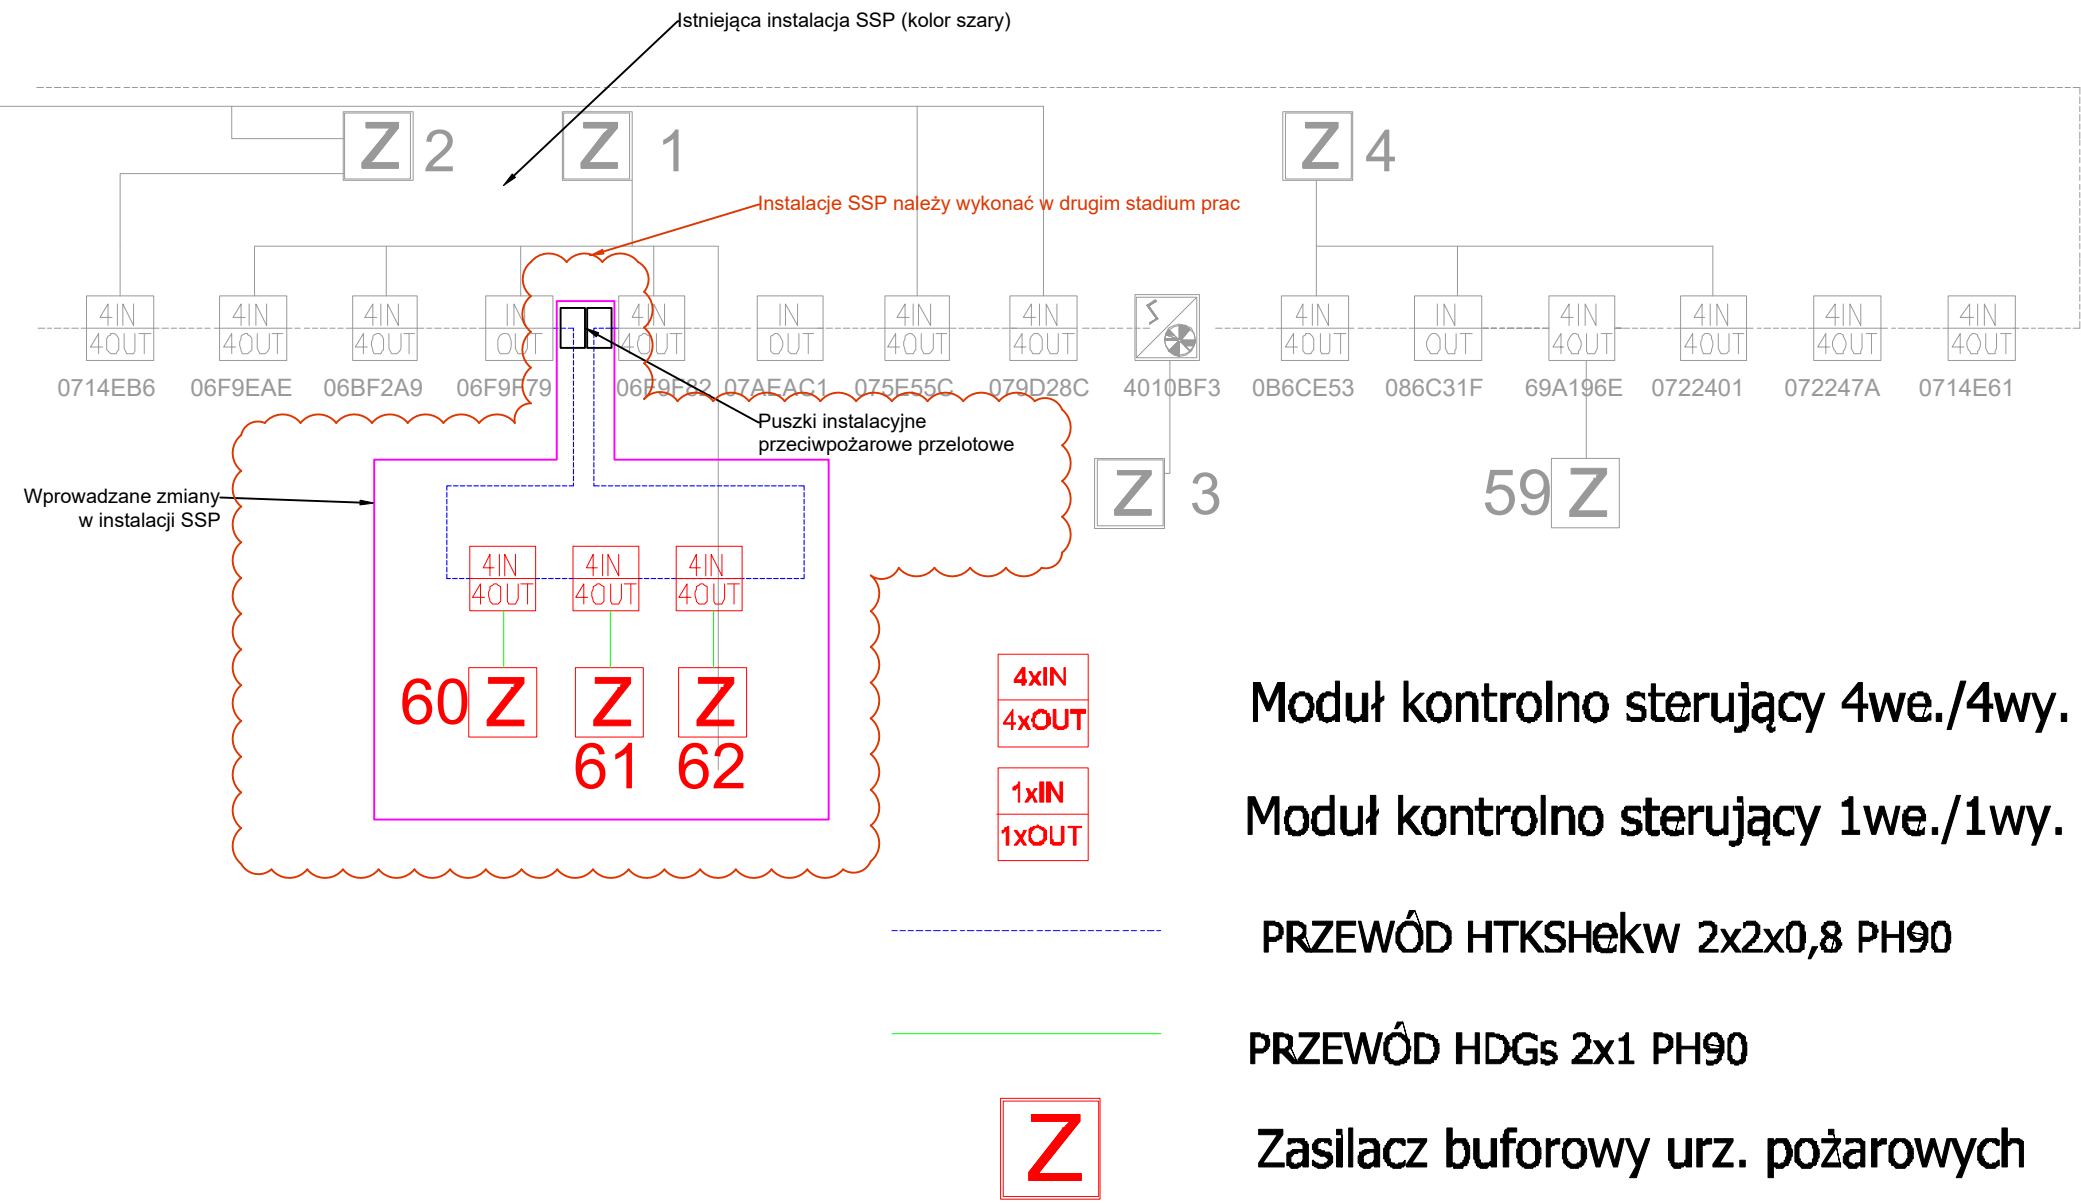 Istniejąca instalacja SSP (kolor szary)
Z 2
Z 1
Z 4
Instalacje SSP należy wykonać w drugim stadium prac
4IN 4IN 4IN IN 4IN IN 4IN 4IN 4IN IN 4IN 4IN 4IN 4IN
4OUT 4OUT 4OUT OUT 4OUT OUT 4OUT 4OUT 4OUT OUT 4OUT 4OUT 4OUT 4OUT
0714EB6 06F9EAE 06BF2A9 06F9F79 06F9F82 07AEAC1 075E55C 079D28C 4010BF3 0B6CE53 086C31F 69A196E 0722401 072247A 0714E61
Puszki instalacyjne
przeciwpożarowe przelotowe
Wprowadzane zmiany
w instalacji SSP
Z 3
59 Z
4IN 4IN 4IN
4OUT 4OUT 4OUT
60 Z Z Z
61 62
4xIN
4xOUT
Moduł kontrolno sterujący 4we./4wy.
1xIN
1xOUT
Moduł kontrolno sterujący 1we./1wy.
PRZEWÓD HTKSHekw 2x2x0,8 PH90
PRZEWÓD HDGs 2x1 PH90
Z
Zasilacz buforowy urz. pożarowych